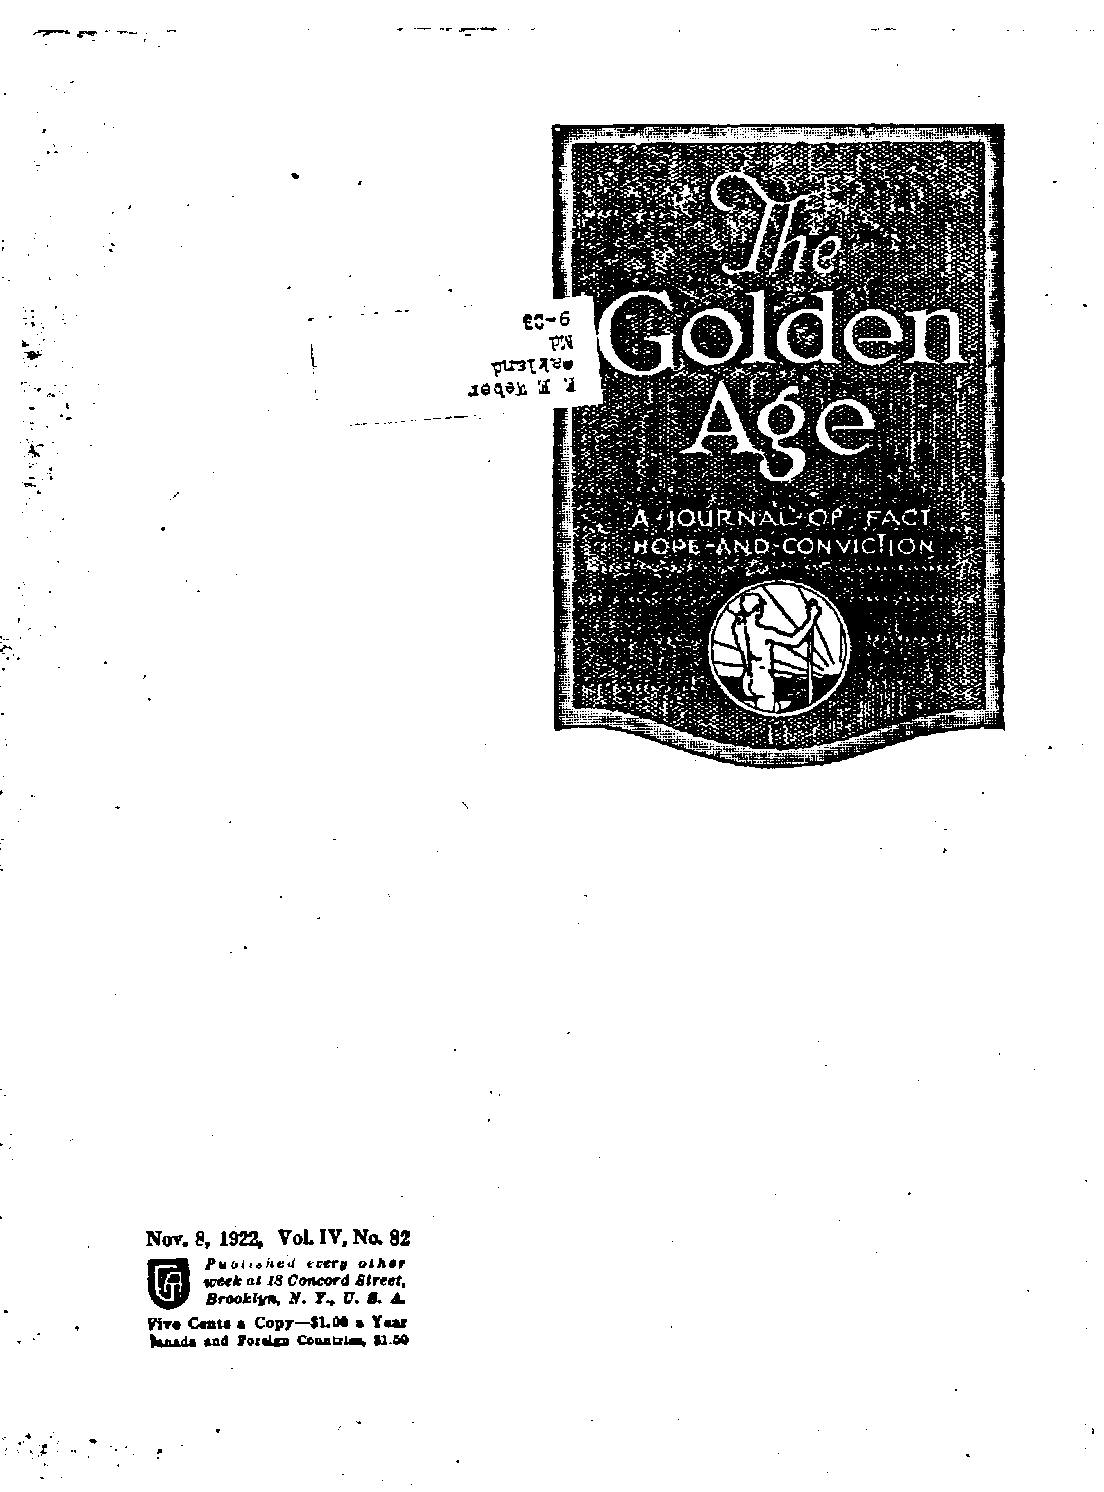 The
Golden
Age
A JOURNAL OF FACT
HOPE AND CONVICTION
Weber
Md
9-
Nov. 8, 1922, Vol. IV, No. 82
Published every other
week at 18 Concord Street,
Brooklyn, N. Y., U. S. A.
Five Cents a Copy—$1.00 a Year
Canada and Foreign Countries, $1.50